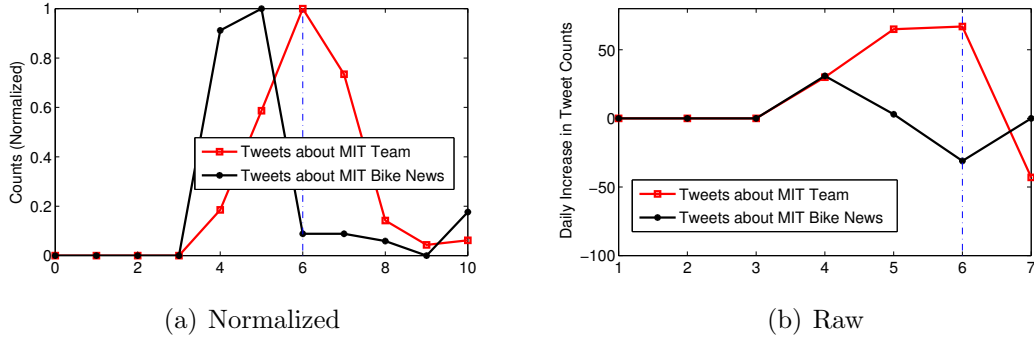 1
0.8
0.6
0.4
0.2
0
0 2 4 6 8 10
Counts (Normalized)
Tweets about MIT Team
Tweets about MIT Bike News
(a) Normalized
50
0
−50
−100
1 2 3 4 5 6 7
Daily Increase in Tweet Counts
Tweets about MIT Team
Tweets about MIT Bike News
(b) Raw